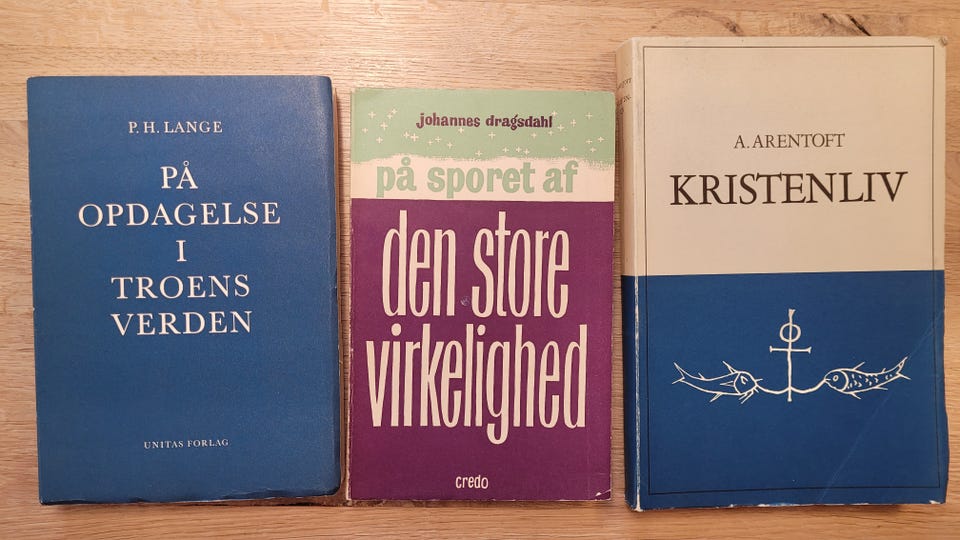 P. H. LANGE
PÅ
OPDAGELSE
I
TROENS
VERDEN
UNITAS FORLAG
johannes dragsdahl
på sporet af
den store
virkelighed
credo
A. ARENTOFT
KRISTENLIV